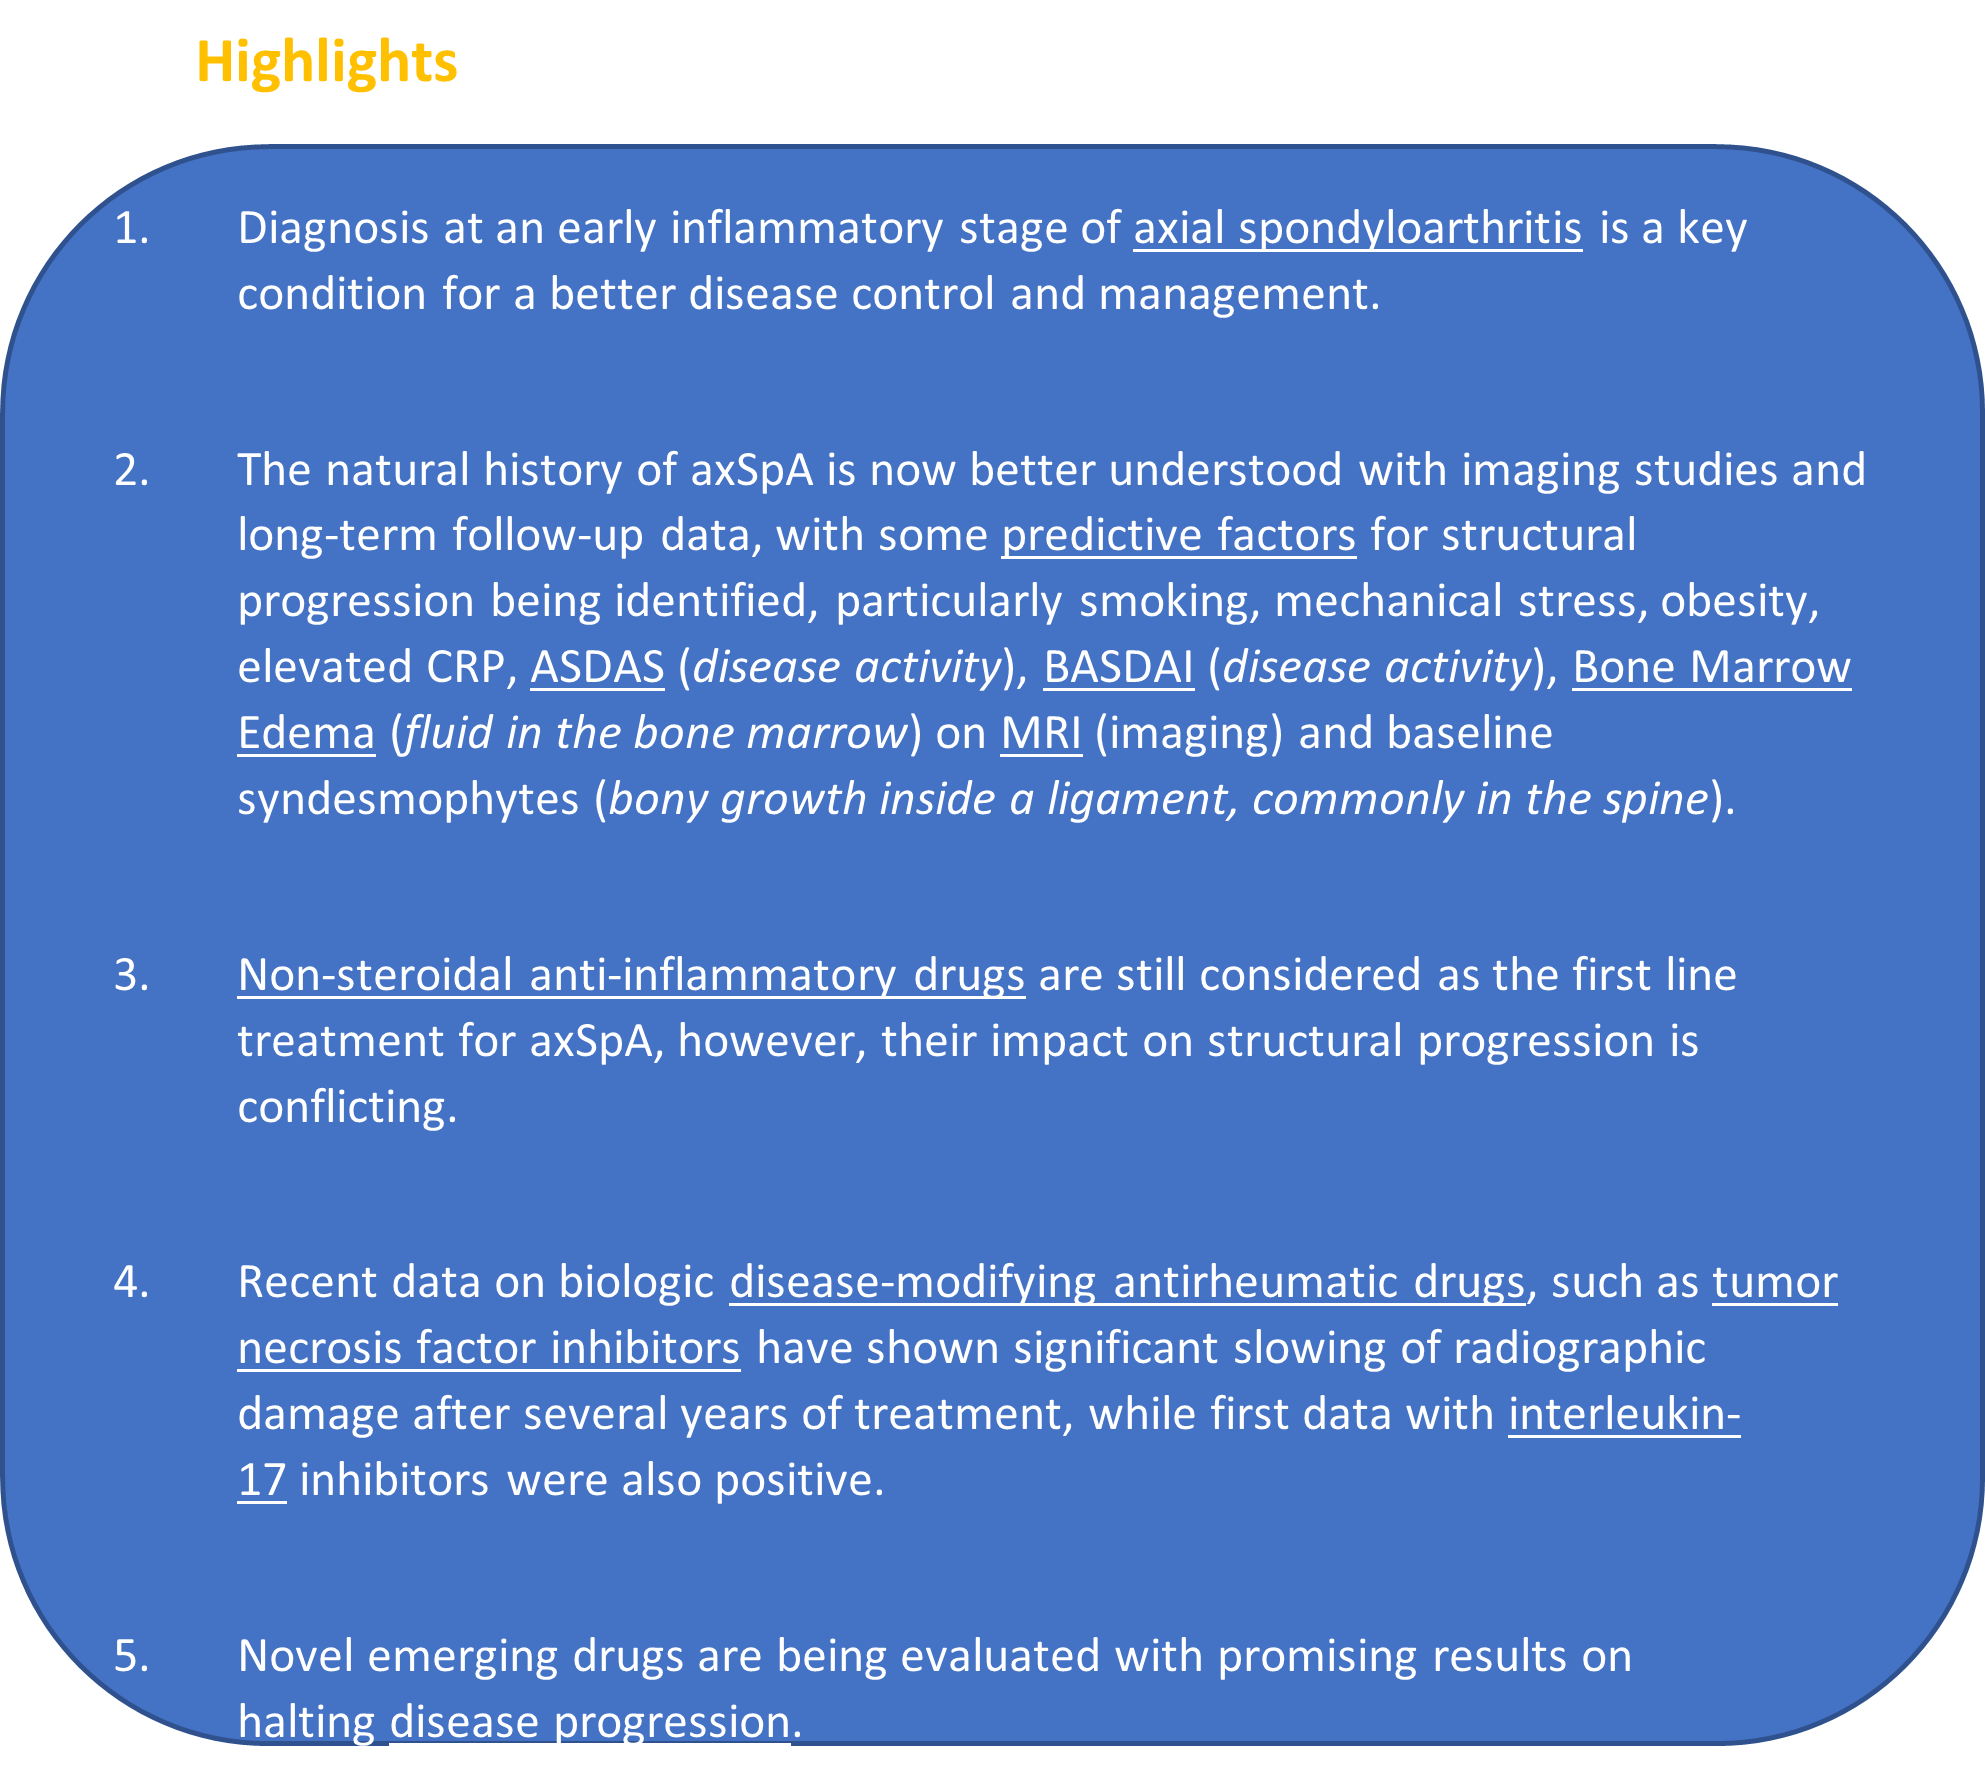 Highlights
1. Diagnosis at an early inflammatory stage of axial spondyloarthritis is a key
condition for a better disease control and management.
2. The natural history of axSpA is now better understood with imaging studies and
long-term follow-up data, with some predictive factors for structural
progression being identified, particularly smoking, mechanical stress, obesity,
elevated CRP, ASDAS (disease activity), BASDAI (disease activity), Bone Marrow
Edema (fluid in the bone marrow) on MRI (imaging) and baseline
syndesmophytes (bony growth inside a ligament, commonly in the spine).
3. Non-steroidal anti-inflammatory drugs are still considered as the first line
treatment for axSpA, however, their impact on structural progression is
conflicting.
4. Recent data on biologic disease-modifying antirheumatic drugs, such as tumor
necrosis factor inhibitors have shown significant slowing of radiographic
damage after several years of treatment, while first data with interleukin-
17 inhibitors were also positive.
5. Novel emerging drugs are being evaluated with promising results on
halting disease progression.